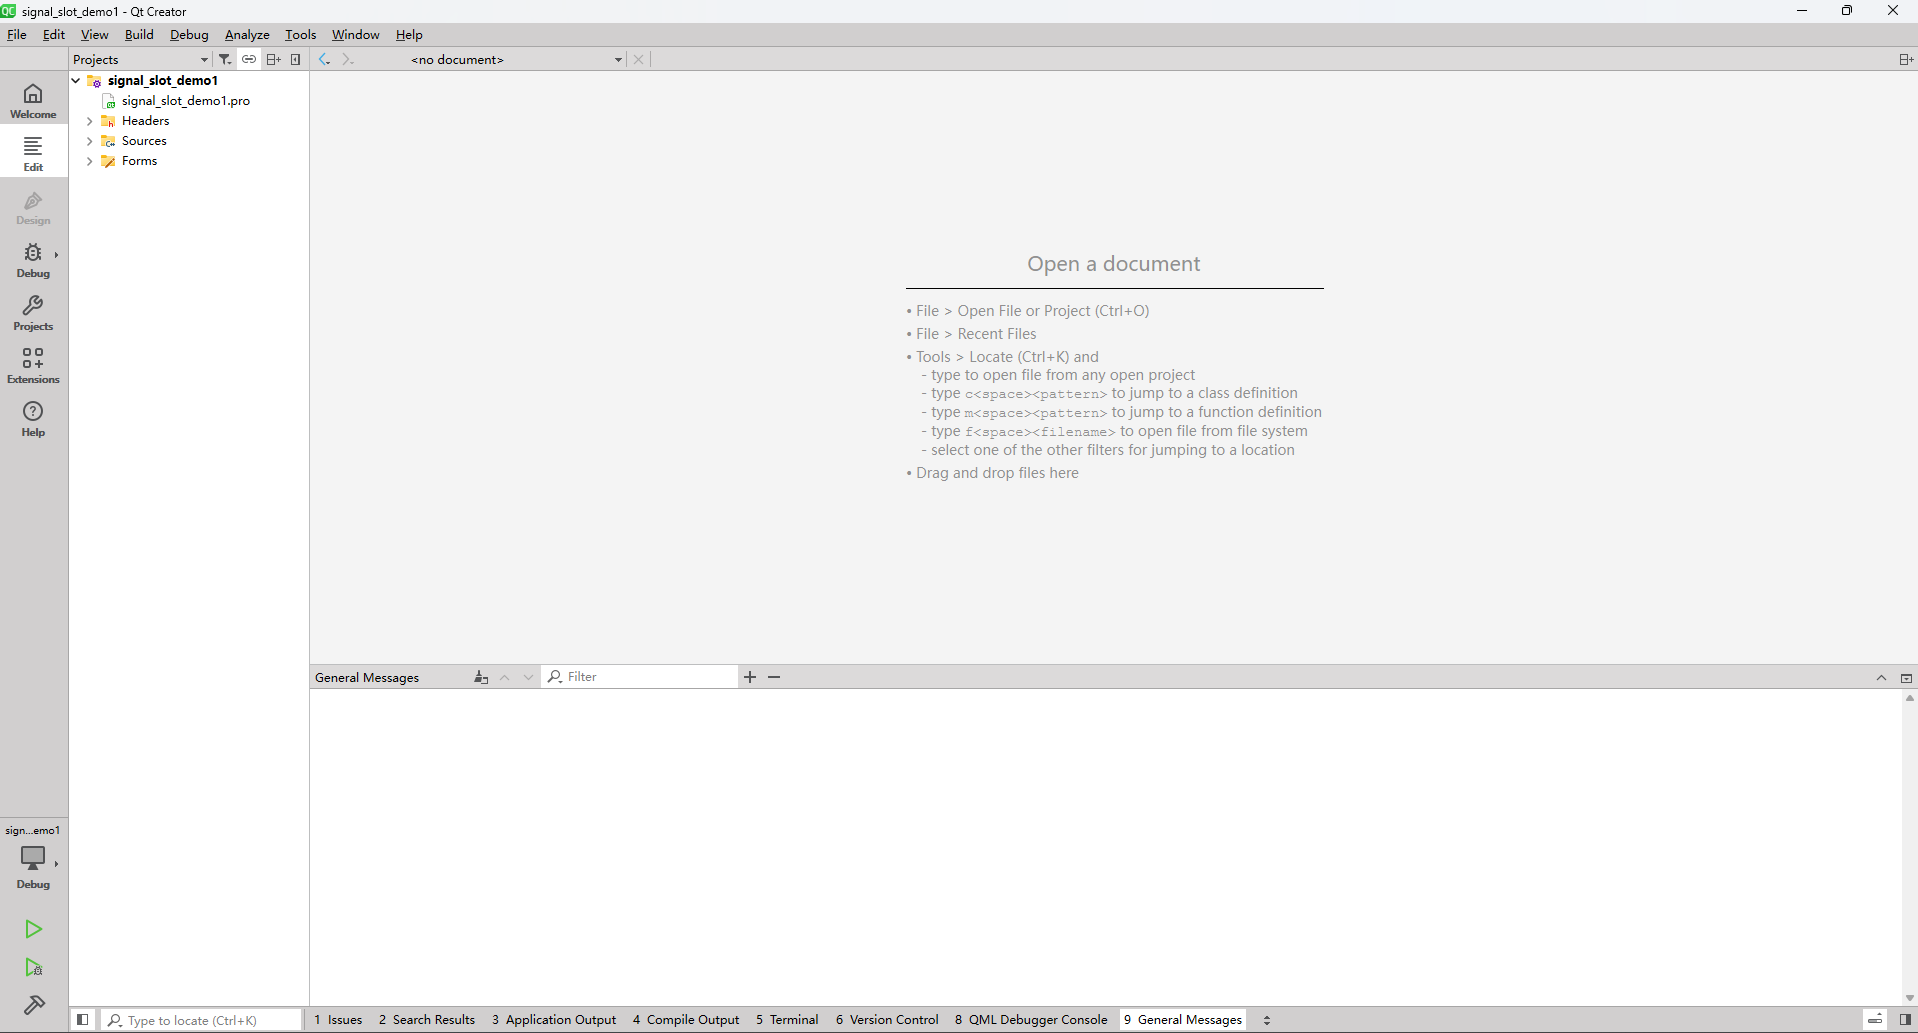 signal_slot_demo1 - Qt Creator
File Edit View Build Debug Analyze Tools Window Help
Projects <no document>
signal_slot_demo1
signal_slot_demo1.pro
Headers
Sources
Forms
Welcome
Edit
Design
Debug
Projects
Extensions
Help
Open a document
• File > Open File or Project (Ctrl+O)
• File > Recent Files
• Tools > Locate (Ctrl+K) and
- type to open file from any open project
- type c<space><pattern> to jump to a class definition
- type m<space><pattern> to jump to a function definition
- type f<space><filename> to open file from file system
- select one of the other filters for jumping to a location
• Drag and drop files here
General Messages Filter
sign...emo1
Debug
Type to locate (Ctrl+K) 1 Issues 2 Search Results 3 Application Output 4 Compile Output 5 Terminal 6 Version Control 8 QML Debugger Console 9 General Messages